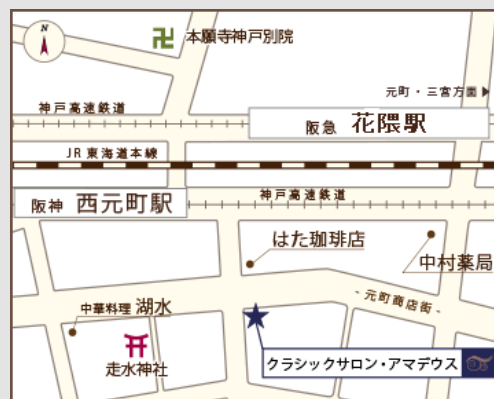 N
卍 本願寺神戸別院
元町・三宮方面▶
神戸高速鉄道
阪急 花隈駅
JR東海道本線
神戸高速鉄道
阪神 西元町駅
はた珈琲店
中村薬局
-元町商店街-
中華料理 湖水
走水神社
クラシックサロン・アマデウス